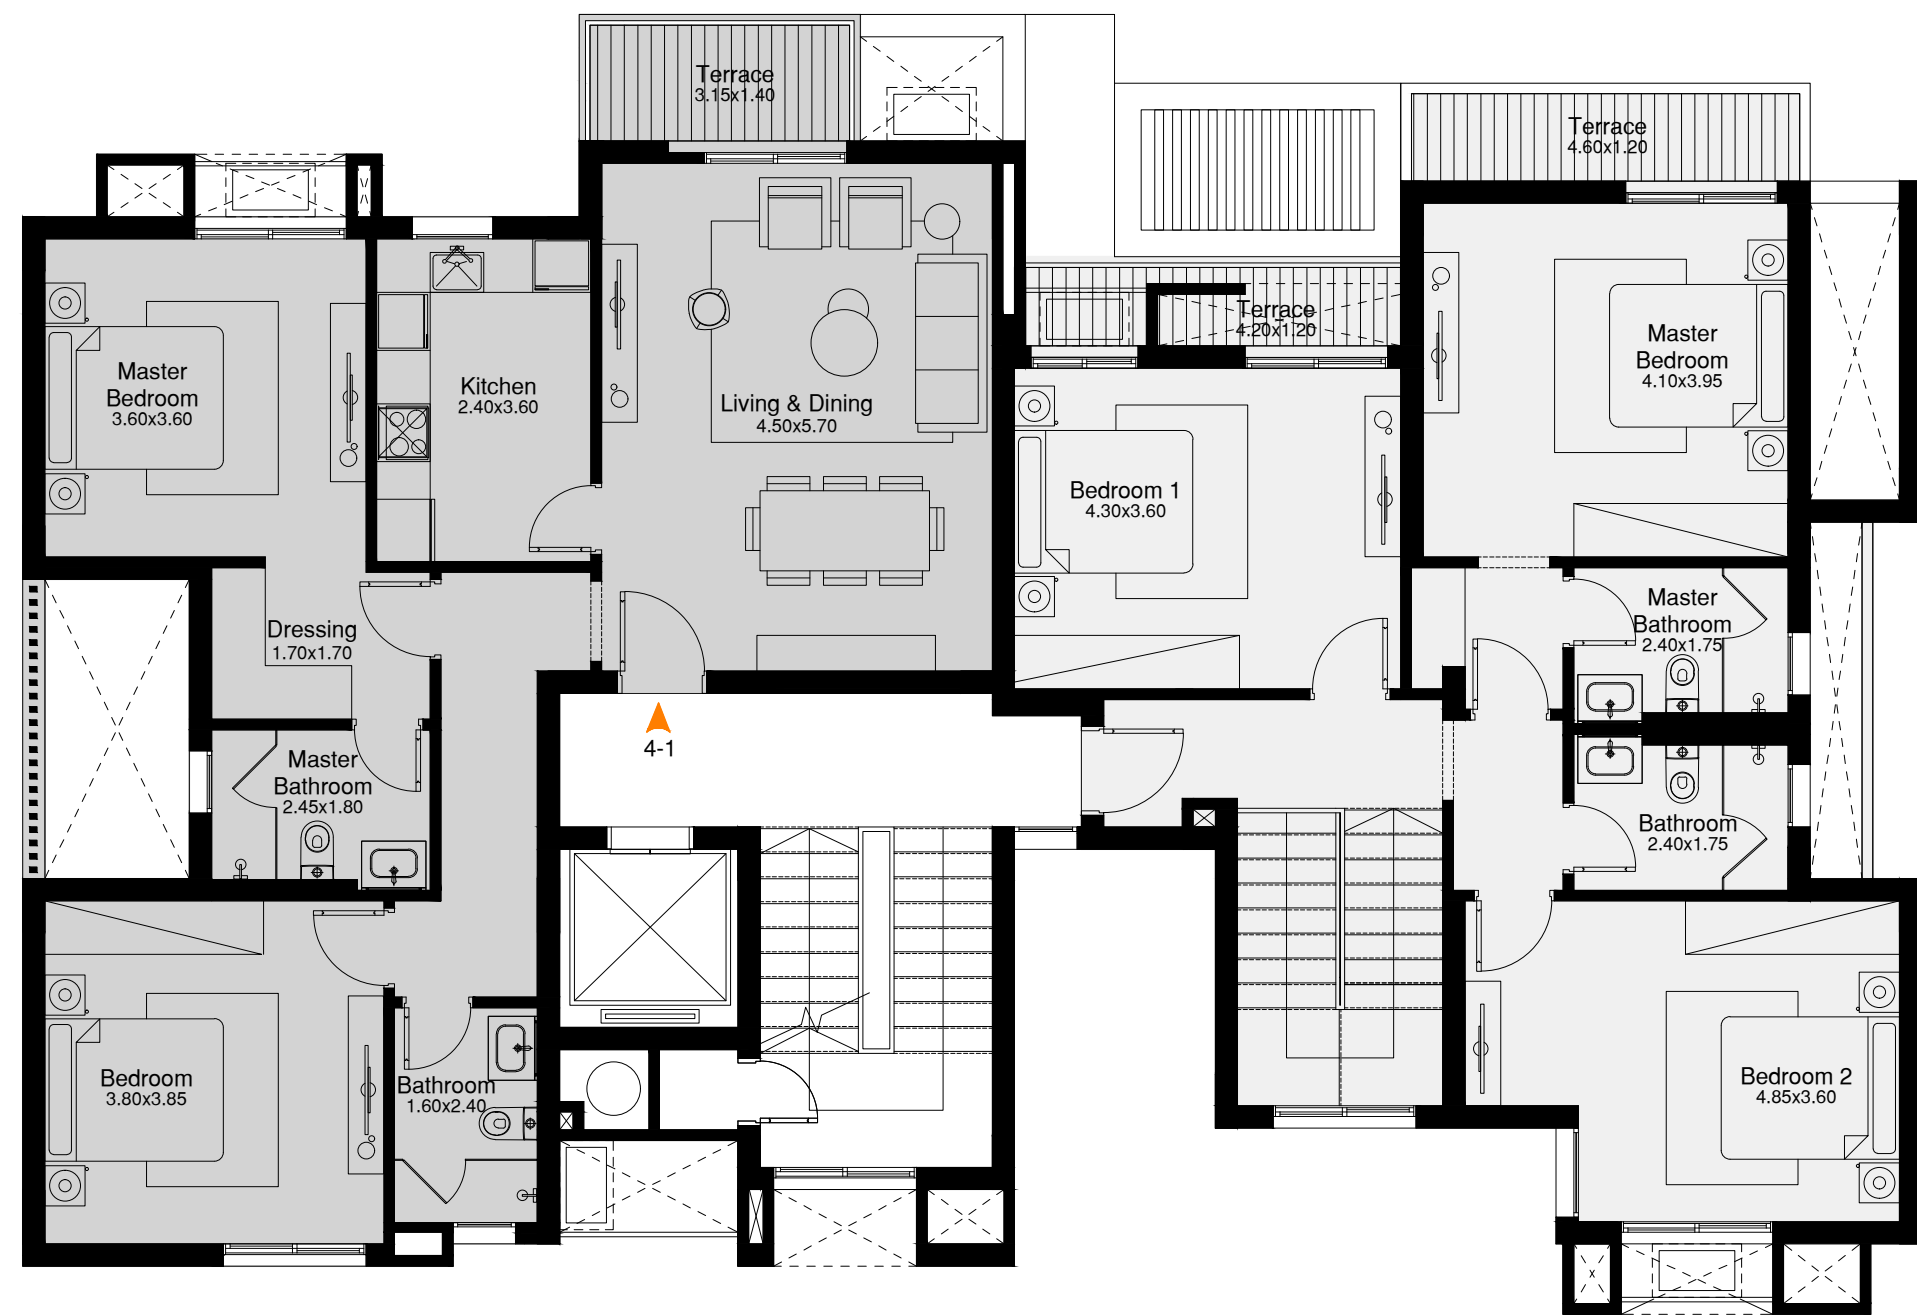 Terrace
3.15x1.40
Terrace
4.60x1.20
Terrace
4.20x1.20
Master
Bedroom
3.60x3.60
Kitchen
2.40x3.60
Living & Dining
4.50x5.70
Master
Bedroom
4.10x3.95
Bedroom 1
4.30x3.60
Dressing
1.70x1.70
Master
Bathroom
2.40x1.75
4-1
Master
Bathroom
2.45x1.80
Bathroom
2.40x1.75
Bedroom
3.80x3.85
Bathroom
1.60x2.40
Bedroom 2
4.85x3.60